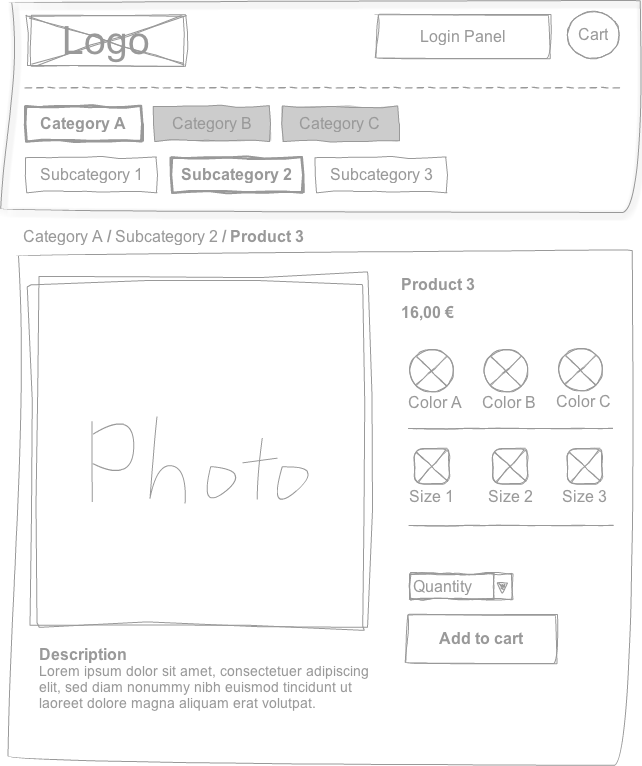 Logo
Login Panel
Cart
Category A
Category B
Category C
Subcategory 1
Subcategory 2
Subcategory 3
Category A / Subcategory 2 / Product 3
Photo
Product 3
16,00 €
Color A
Color B
Color C
Size 1
Size 2
Size 3
Quantity
Add to cart
Description
Lorem ipsum dolor sit amet, consectetuer adipiscing
elit, sed diam nonummy nibh euismod tincidunt ut
laoreet dolore magna aliquam erat volutpat.